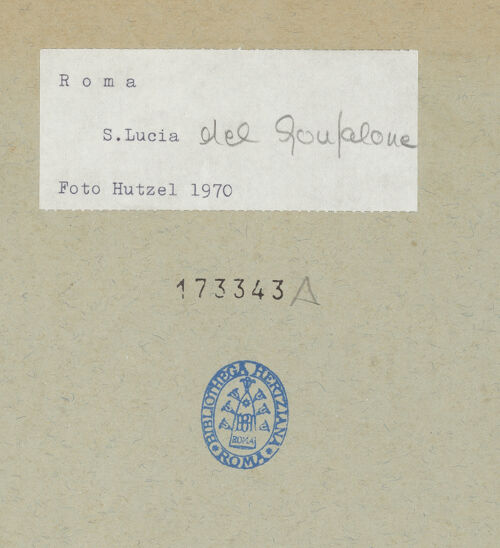 Roma
S.Lucia del Gonfalone
Foto Hutzel 1970
173343A
BIBLIOTHECA HERTZIANA
ROMA
ROMA